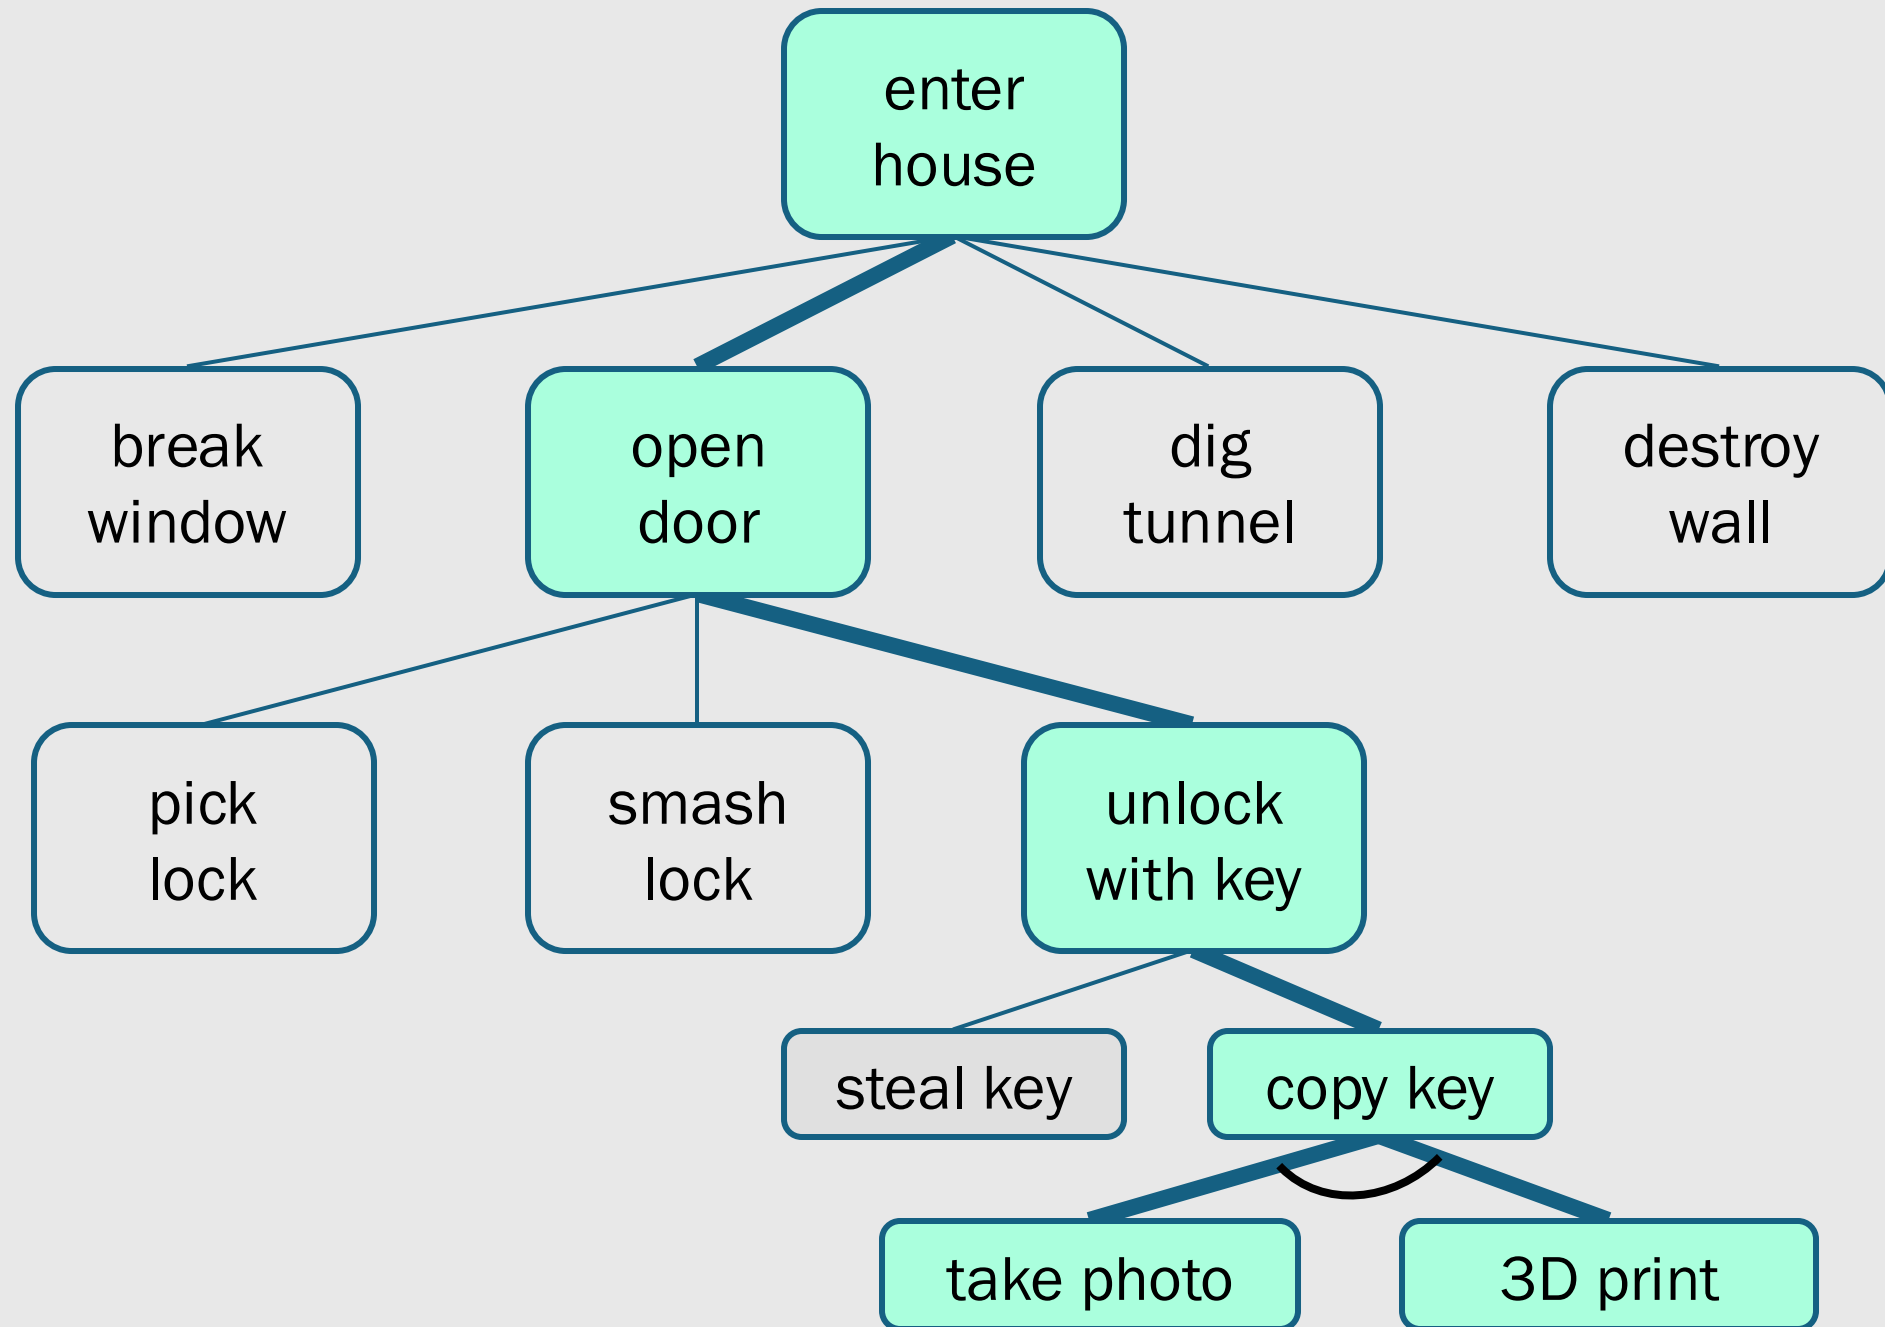 enter
house
break
window
open
door
dig
tunnel
destroy
wall
pick
lock
smash
lock
unlock
with key
steal key
copy key
take photo
3D print